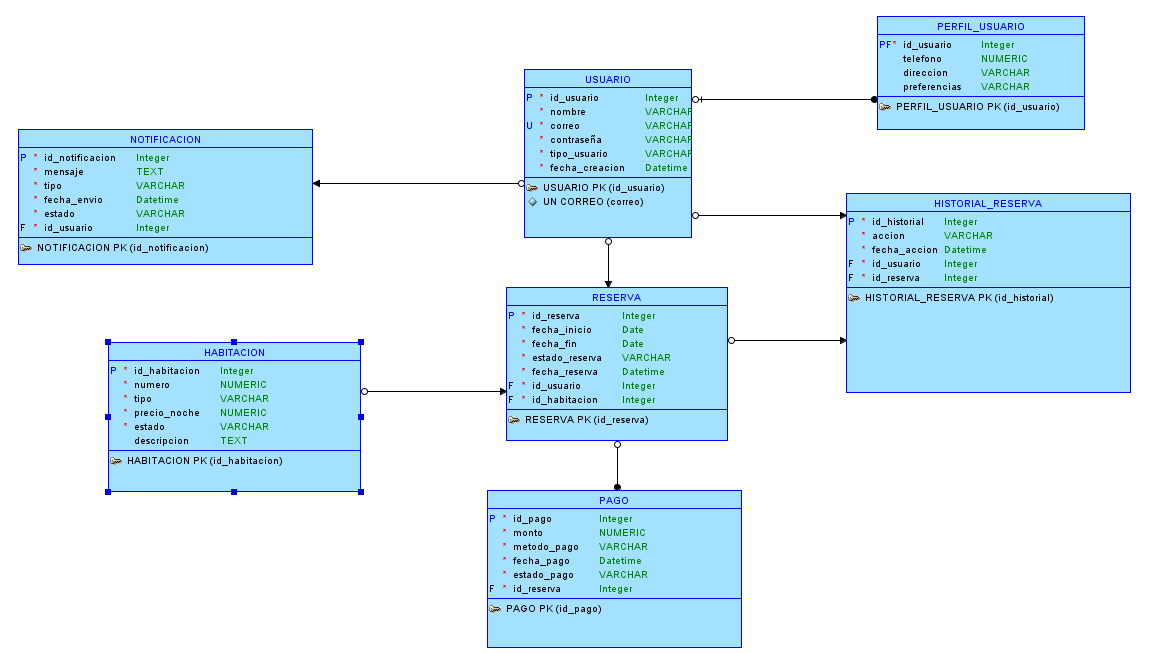 PERFIL_USUARIO
PF* id_usuario Integer
telefono NUMERIC
direccion VARCHAR
preferencias VARCHAR
PERFIL_USUARIO PK (id_usuario)
USUARIO
P * id_usuario Integer
* nombre VARCHAR
U * correo VARCHAR
* contraseña VARCHAR
* tipo_usuario VARCHAR
* fecha_creacion Datetime
USUARIO PK (id_usuario)
UN CORREO (correo)
NOTIFICACION
P * id_notificacion Integer
* mensaje TEXT
* tipo VARCHAR
* fecha_envio Datetime
* estado VARCHAR
F * id_usuario Integer
NOTIFICACION PK (id_notificacion)
HISTORIAL_RESERVA
P * id_historial Integer
* accion VARCHAR
* fecha_accion Datetime
F * id_usuario Integer
F * id_reserva Integer
HISTORIAL_RESERVA PK (id_historial)
RESERVA
P * id_reserva Integer
* fecha_inicio Date
* fecha_fin Date
* estado_reserva VARCHAR
* fecha_reserva Datetime
F * id_usuario Integer
F * id_habitacion Integer
RESERVA PK (id_reserva)
HABITACION
P * id_habitacion Integer
* numero NUMERIC
* tipo VARCHAR
* precio_noche NUMERIC
* estado VARCHAR
descripcion TEXT
HABITACION PK (id_habitacion)
PAGO
P * id_pago Integer
* monto NUMERIC
* metodo_pago VARCHAR
* fecha_pago Datetime
* estado_pago VARCHAR
F * id_reserva Integer
PAGO PK (id_pago)